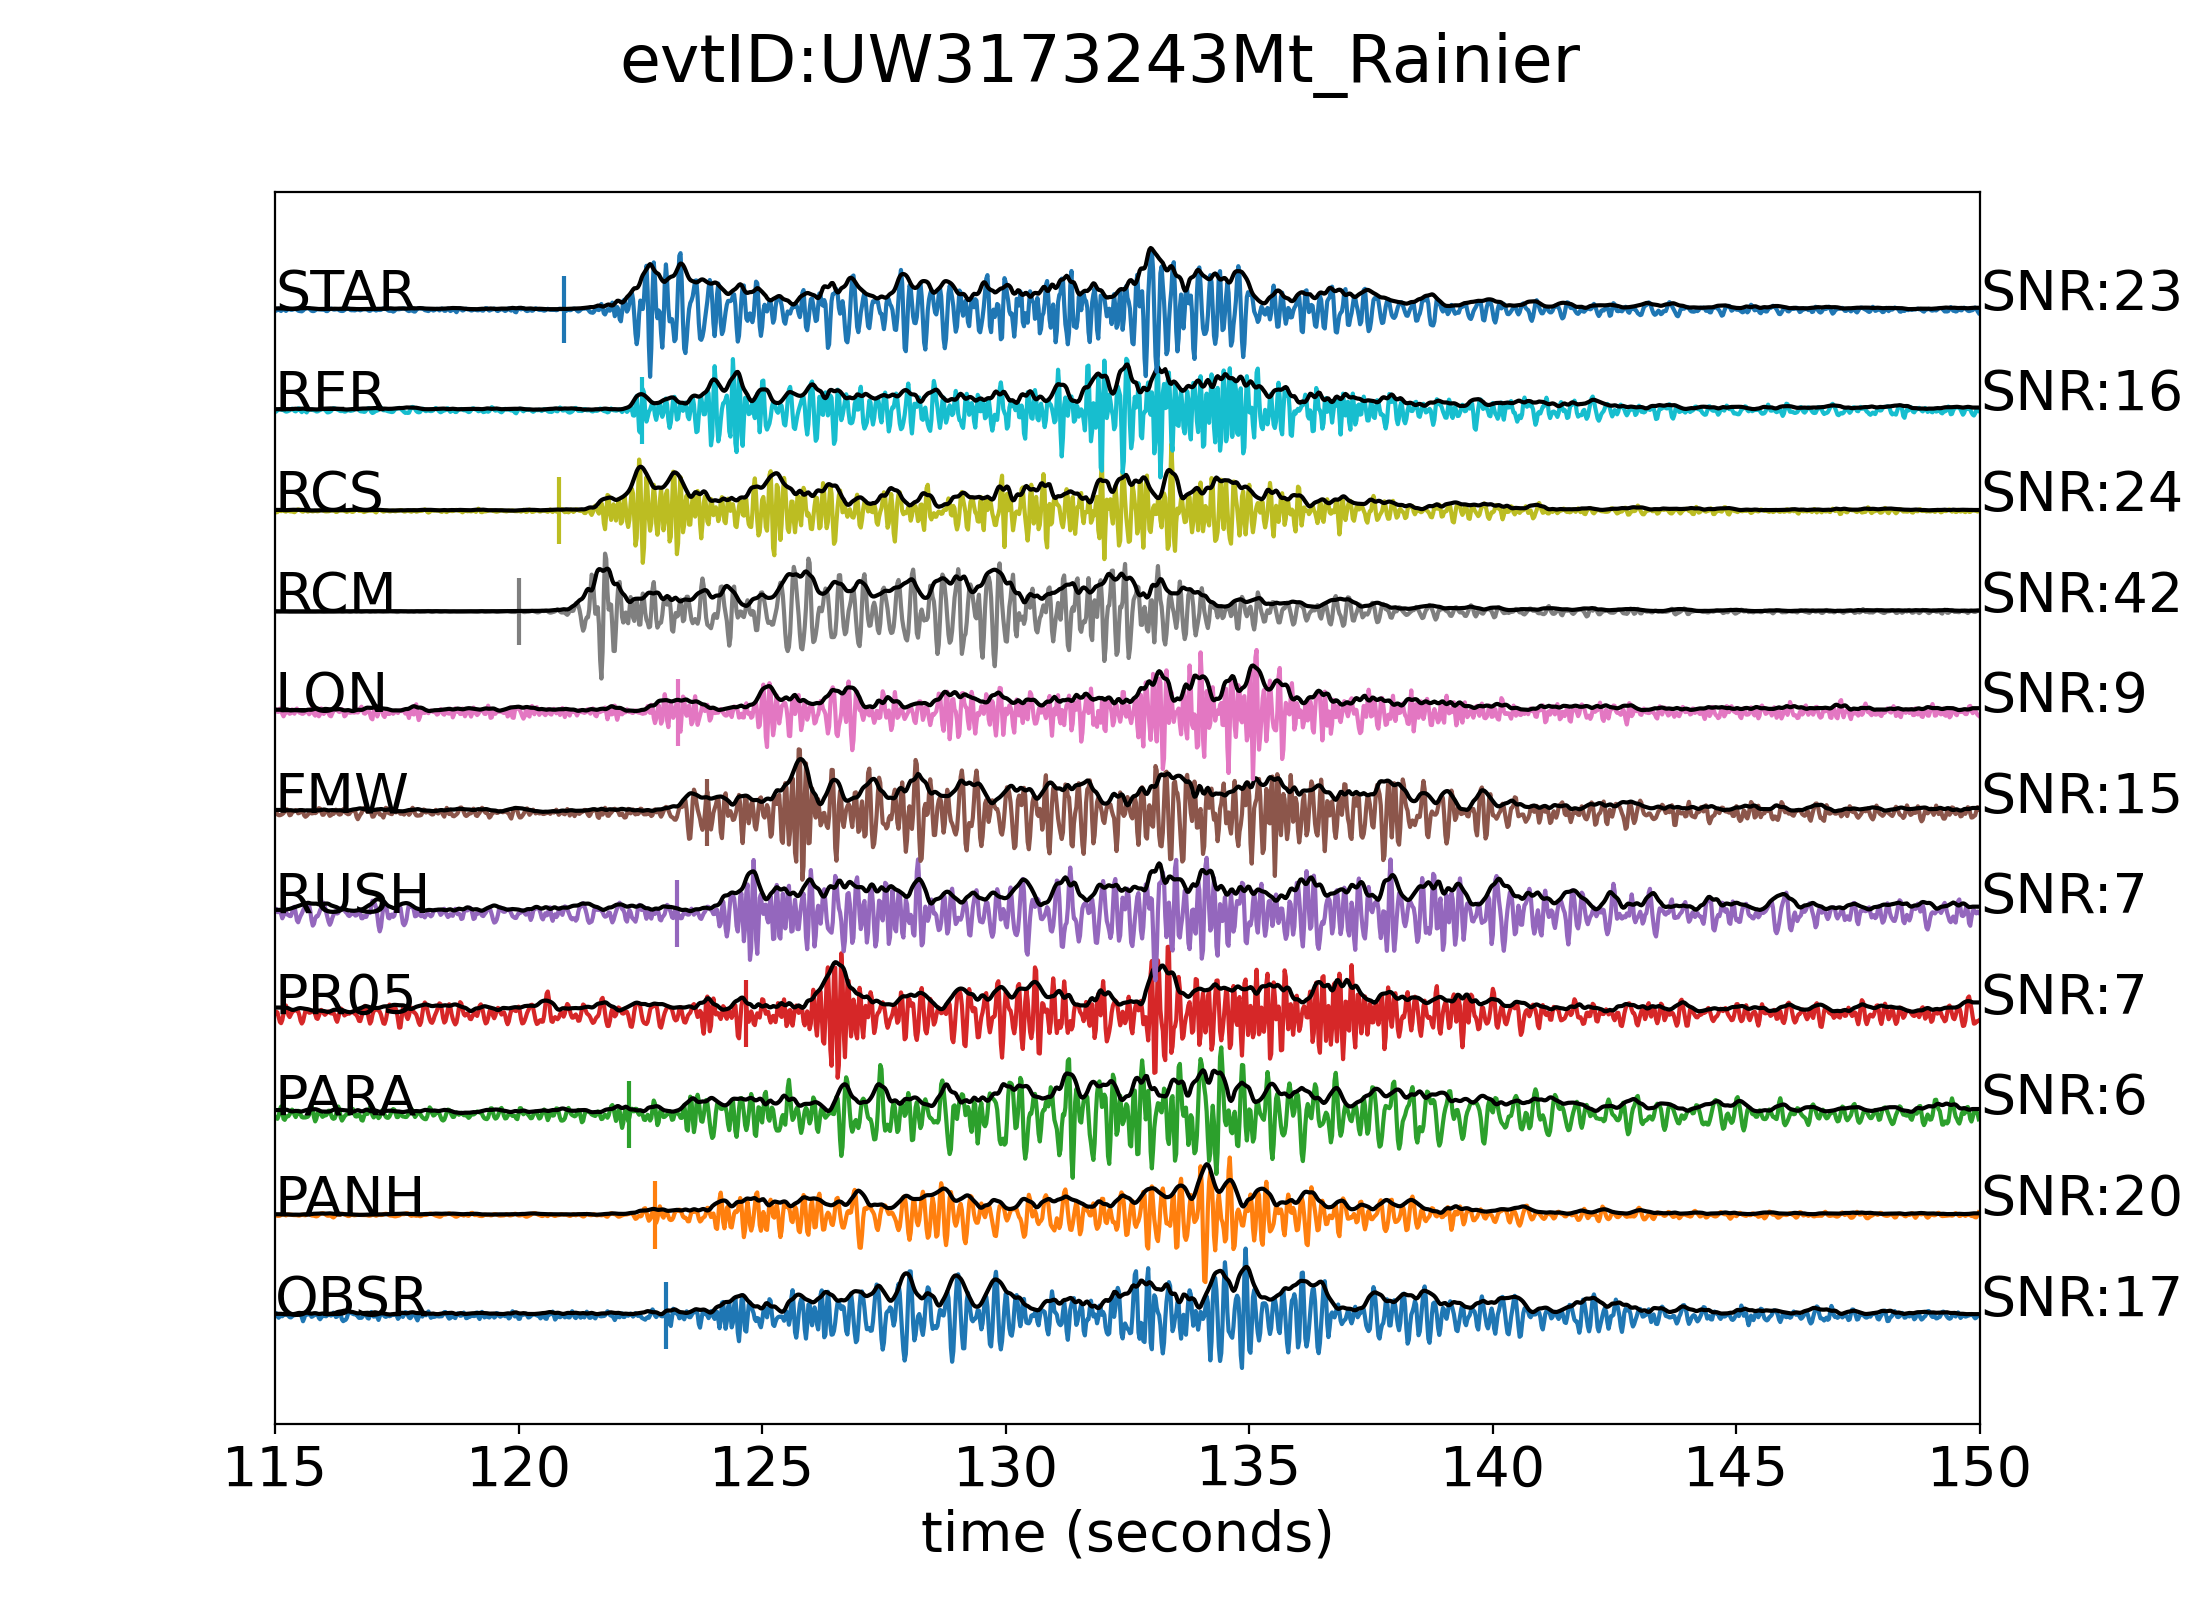 evtID:UW3173243Mt_Rainier
STAR SNR:23
RER SNR:16
RCS SNR:24
RCM SNR:42
LON SNR:9
FMW SNR:15
RUSH SNR:7
PR05 SNR:7
PARA SNR:6
PANH SNR:20
OBSR SNR:17
115 120 125 130 135 140 145 150
time (seconds)